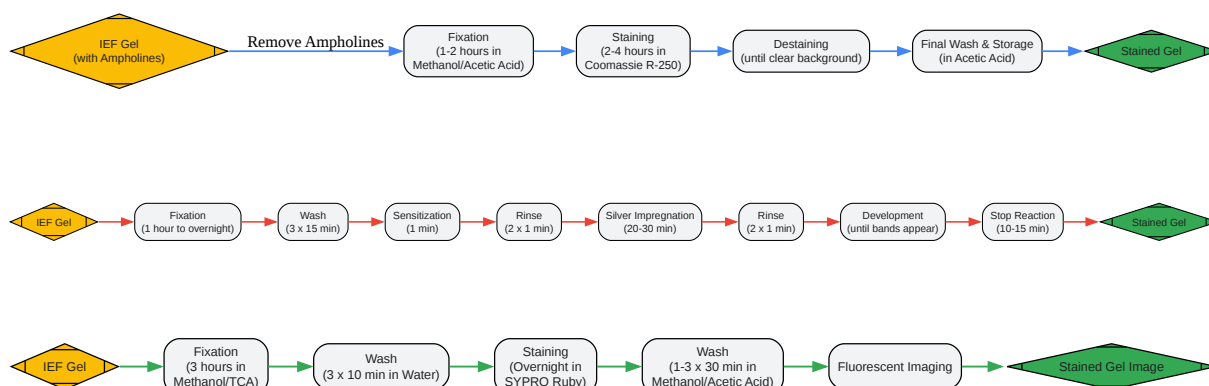 IEF Gel
(with Ampholines)
Remove Ampholines
Fixation
(1-2 hours in
Methanol/Acetic Acid)
Staining
(2-4 hours in
Coomassie R-250)
Destaining
(until clear background)
Final Wash & Storage
(in Acetic Acid)
Stained Gel
IEF Gel
Fixation
(1 hour to overnight)
Wash
(3 x 15 min)
Sensitization
(1 min)
Rinse
(2 x 1 min)
Silver Impregnation
(20-30 min)
Rinse
(2 x 1 min)
Development
(until bands appear)
Stop Reaction
(10-15 min)
Stained Gel
IEF Gel
Fixation
(3 hours in
Methanol/TCA)
Wash
(3 x 10 min in Water)
Staining
(Overnight in
SYPRO Ruby)
Wash
(1-3 x 30 min in
Methanol/Acetic Acid)
Fluorescent Imaging
Stained Gel Image